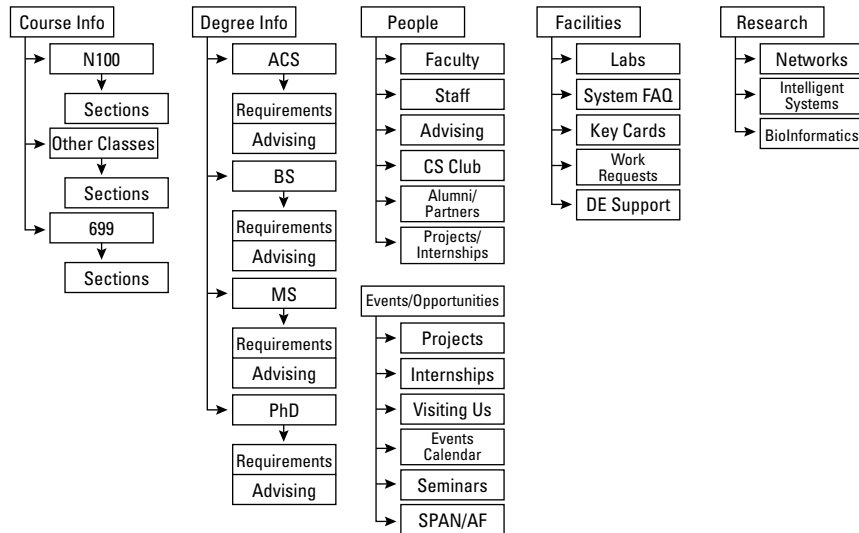 Course Info
N100
Sections
Other Classes
Sections
699
Sections
Degree Info
ACS
Requirements
Advising
BS
Requirements
Advising
MS
Requirements
Advising
PhD
Requirements
Advising
People
Faculty
Staff
Advising
CS Club
Alumni/
Partners
Projects/
Internships
Events/Opportunities
Projects
Internships
Visiting Us
Events
Calendar
Seminars
SPAN/AF
Facilities
Labs
System FAQ
Key Cards
Work
Requests
DE Support
Research
Networks
Intelligent
Systems
BioInformatics